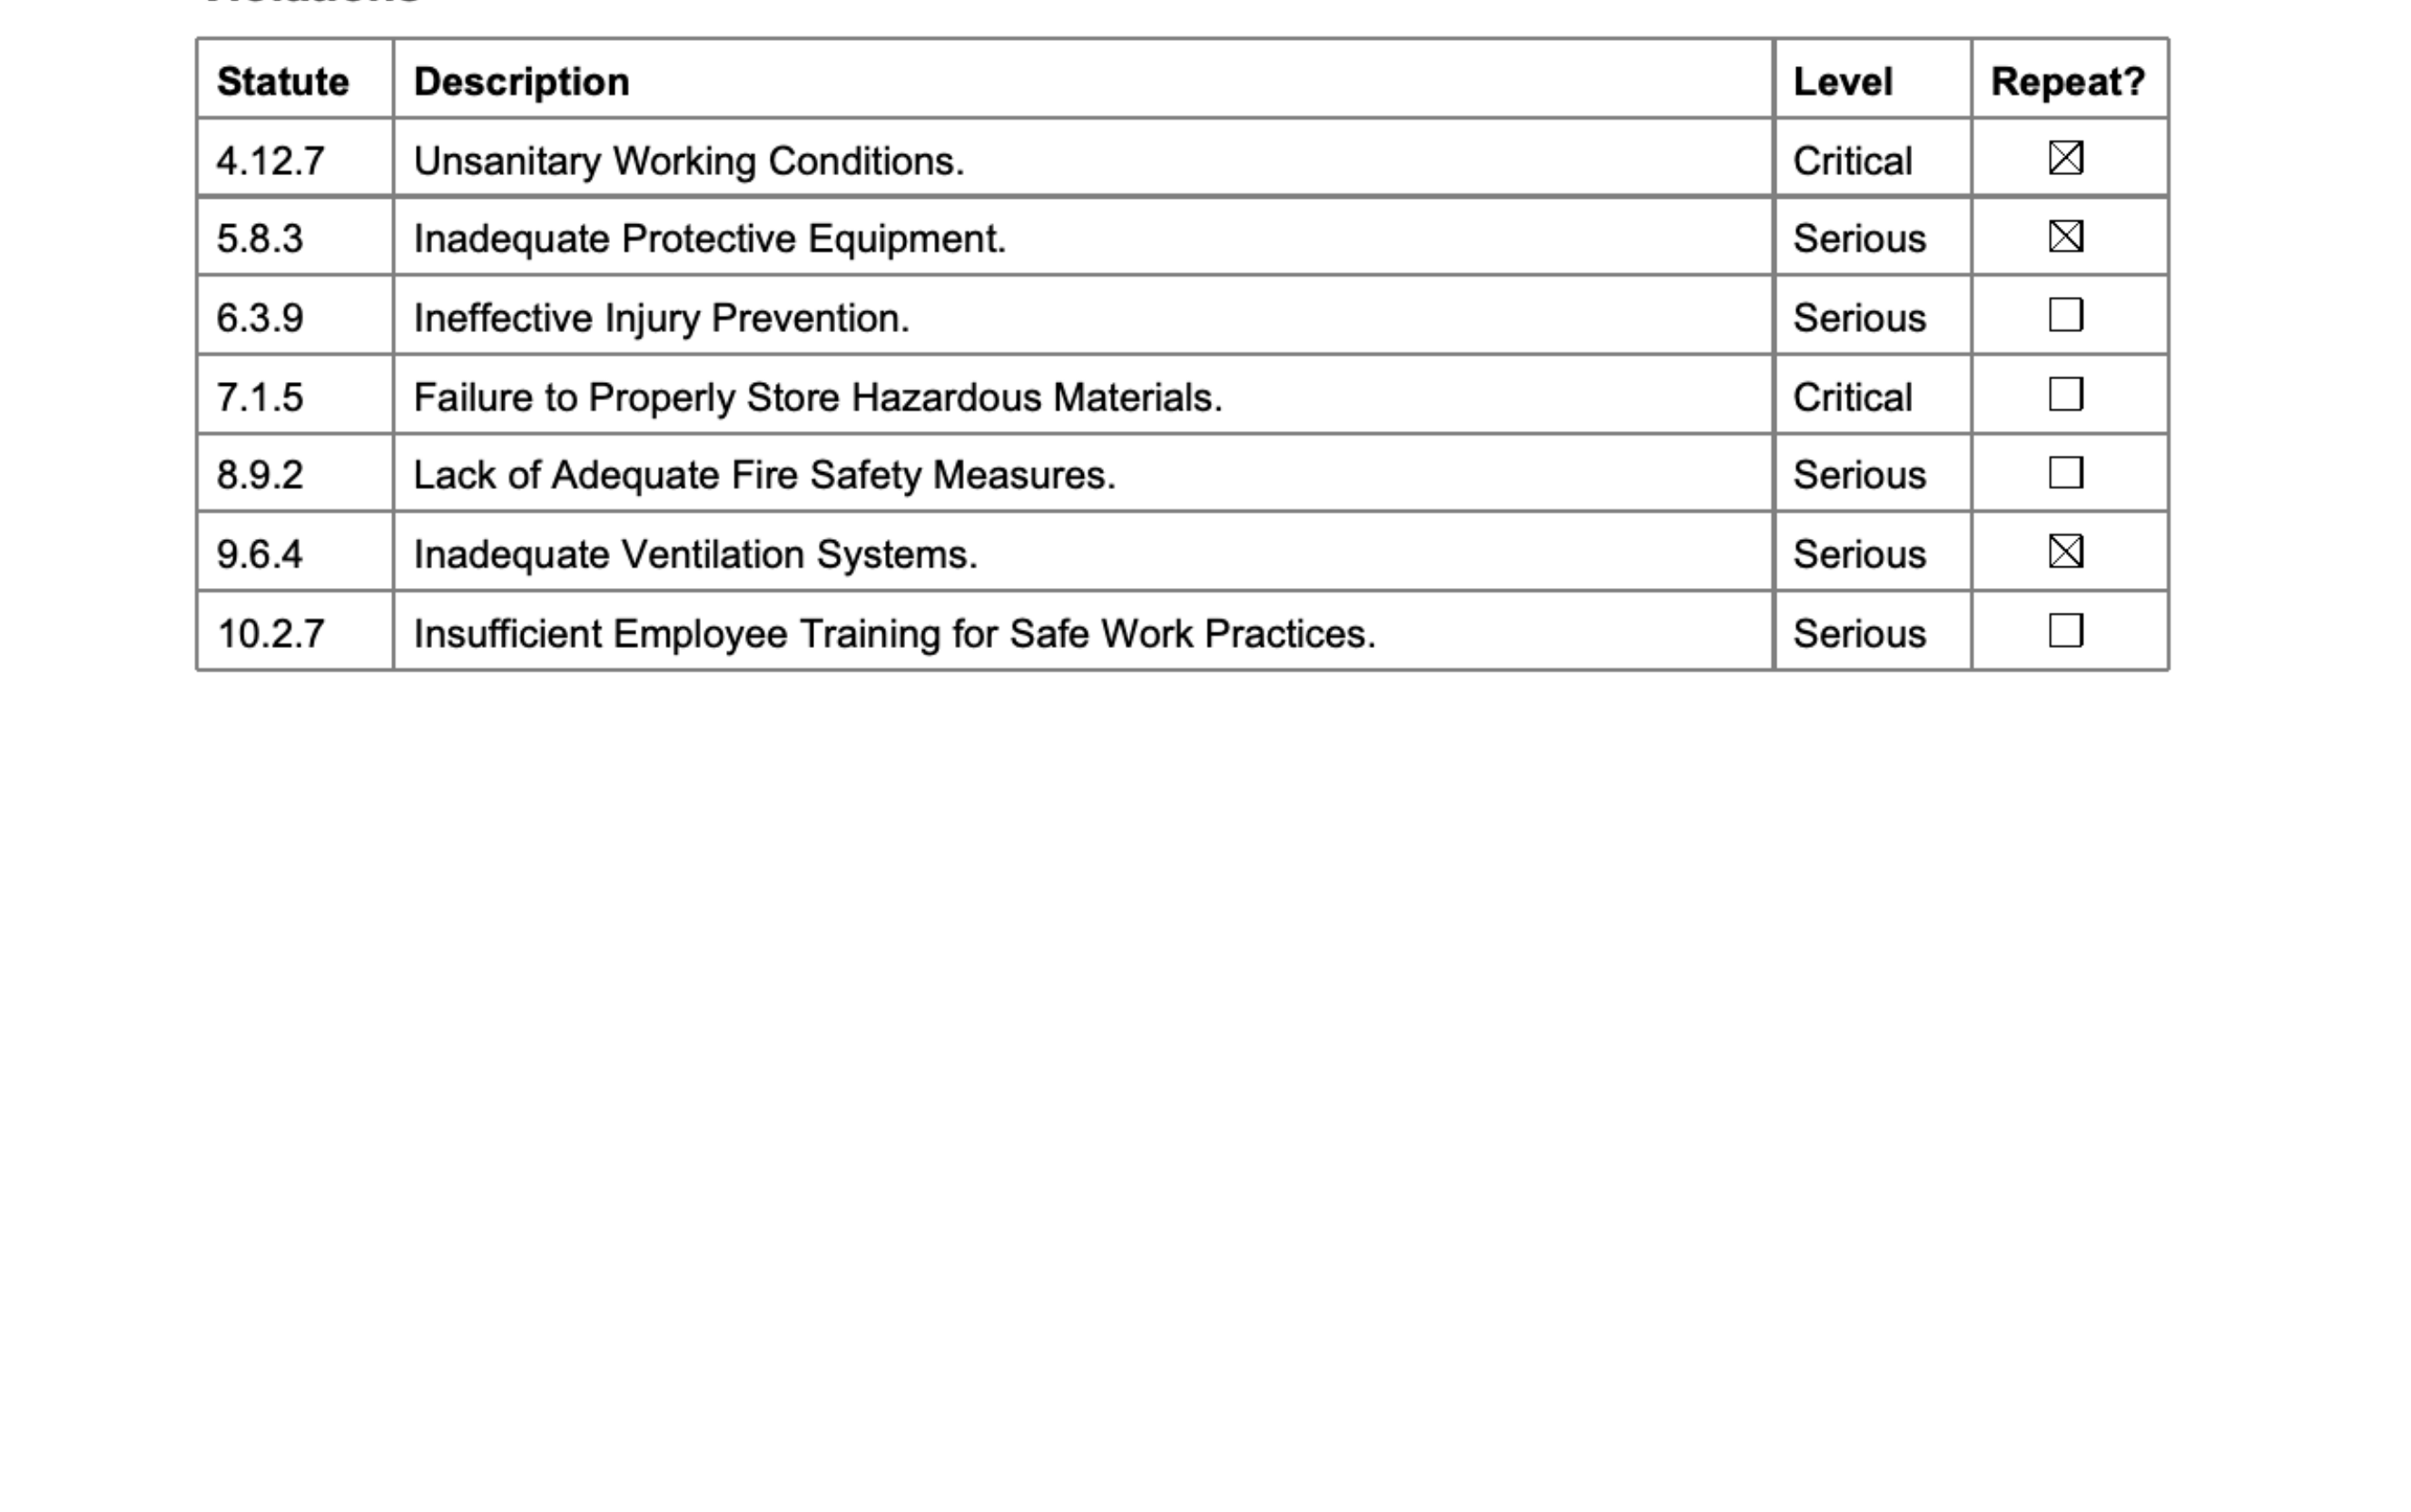 Statute Description Level Repeat?
4.12.7 Unsanitary Working Conditions. Critical ☒
5.8.3 Inadequate Protective Equipment. Serious ☒
6.3.9 Ineffective Injury Prevention. Serious ☐
7.1.5 Failure to Properly Store Hazardous Materials. Critical ☐
8.9.2 Lack of Adequate Fire Safety Measures. Serious ☐
9.6.4 Inadequate Ventilation Systems. Serious ☒
10.2.7 Insufficient Employee Training for Safe Work Practices. Serious ☐